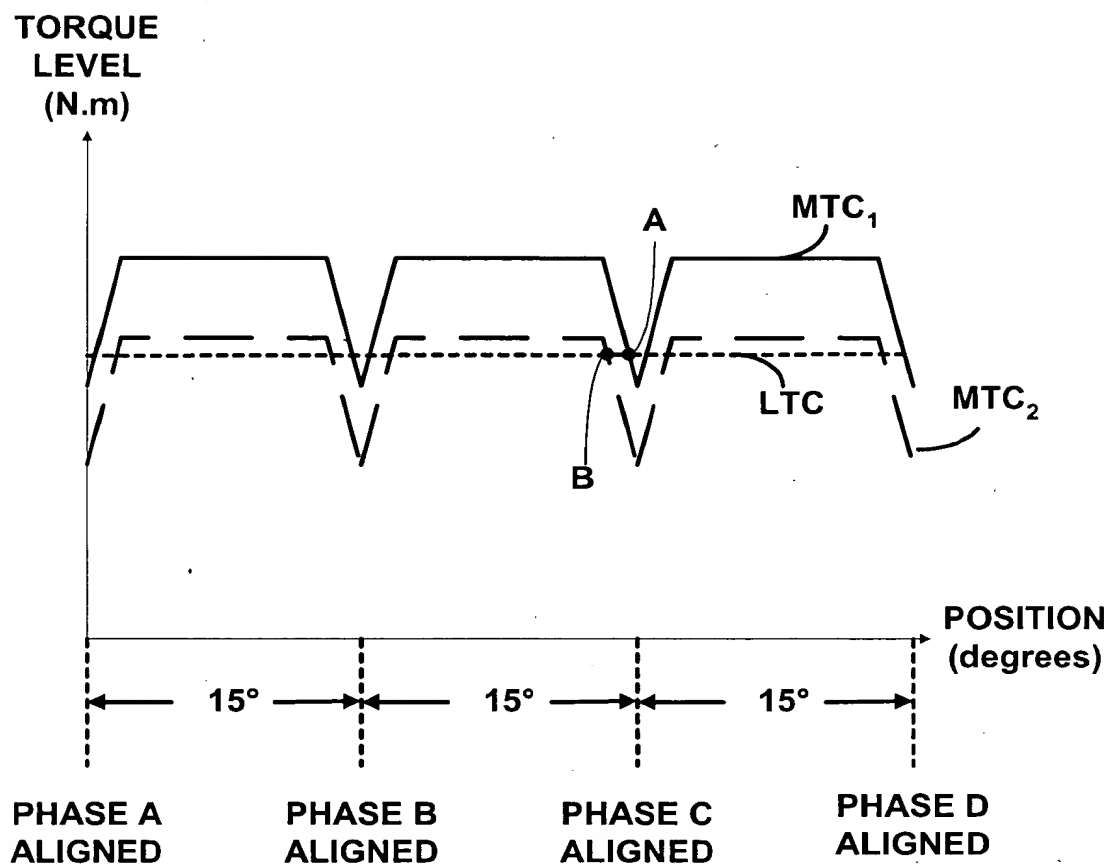 TORQUE
LEVEL
(N.m)
A
MTC₁
LTC
MTC₂
B
POSITION
(degrees)
15° 15° 15°
PHASE A
ALIGNED
PHASE B
ALIGNED
PHASE C
ALIGNED
PHASE D
ALIGNED